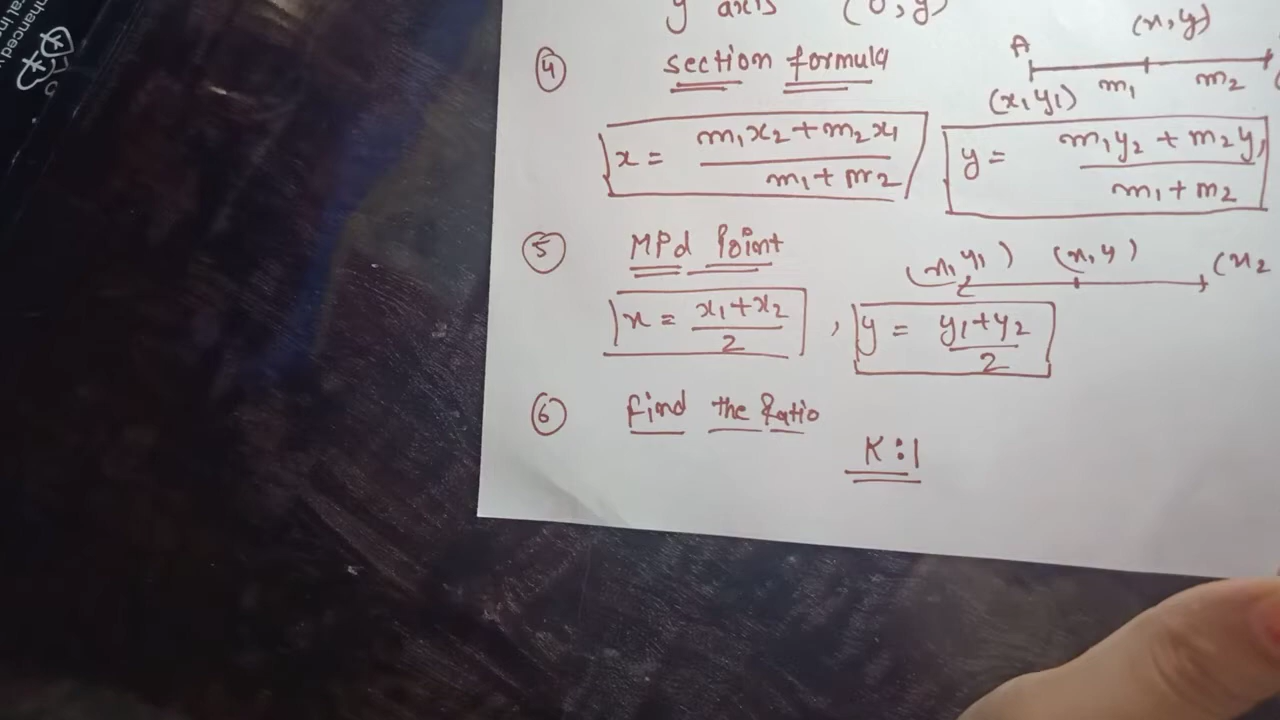 y axis (0, y)
④ section formula
A (x, y)
(x1 y1) m1 m2
x = m1x2 + m2x1 / m1 + m2
y = m1y2 + m2y1 / m1 + m2
⑤ MPd Point
(x1 y1) (x, y) (x2
x = x1+x2 / 2 , y = y1+y2 / 2
⑥ Find the Ratio
K:1